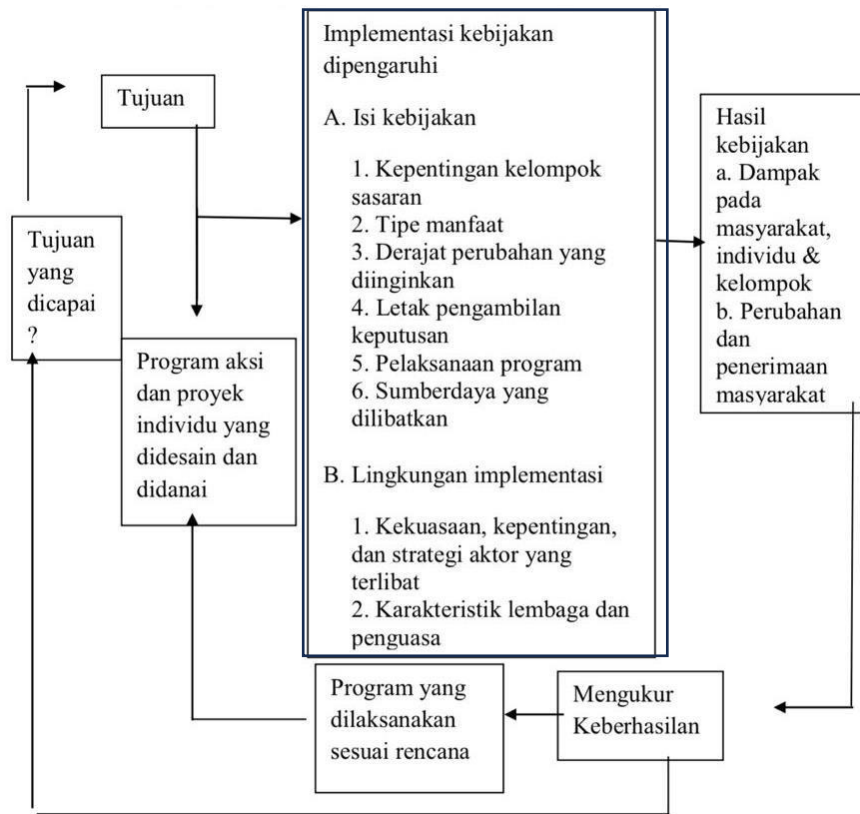 Tujuan
Tujuan
yang
dicapai
?
Program aksi
dan proyek
individu yang
didesain dan
didanai
Implementasi kebijakan
dipengaruhi
A. Isi kebijakan
1. Kepentingan kelompok
sasaran
2. Tipe manfaat
3. Derajat perubahan yang
diinginkan
4. Letak pengambilan
keputusan
5. Pelaksanaan program
6. Sumberdaya yang
dilibatkan
B. Lingkungan implementasi
1. Kekuasaan, kepentingan,
dan strategi aktor yang
terlibat
2. Karakteristik lembaga dan
penguasa
Hasil
kebijakan
a. Dampak
pada
masyarakat,
individu &
kelompok
b. Perubahan
dan
penerimaan
masyarakat
Mengukur
Keberhasilan
Program yang
dilaksanakan
sesuai rencana